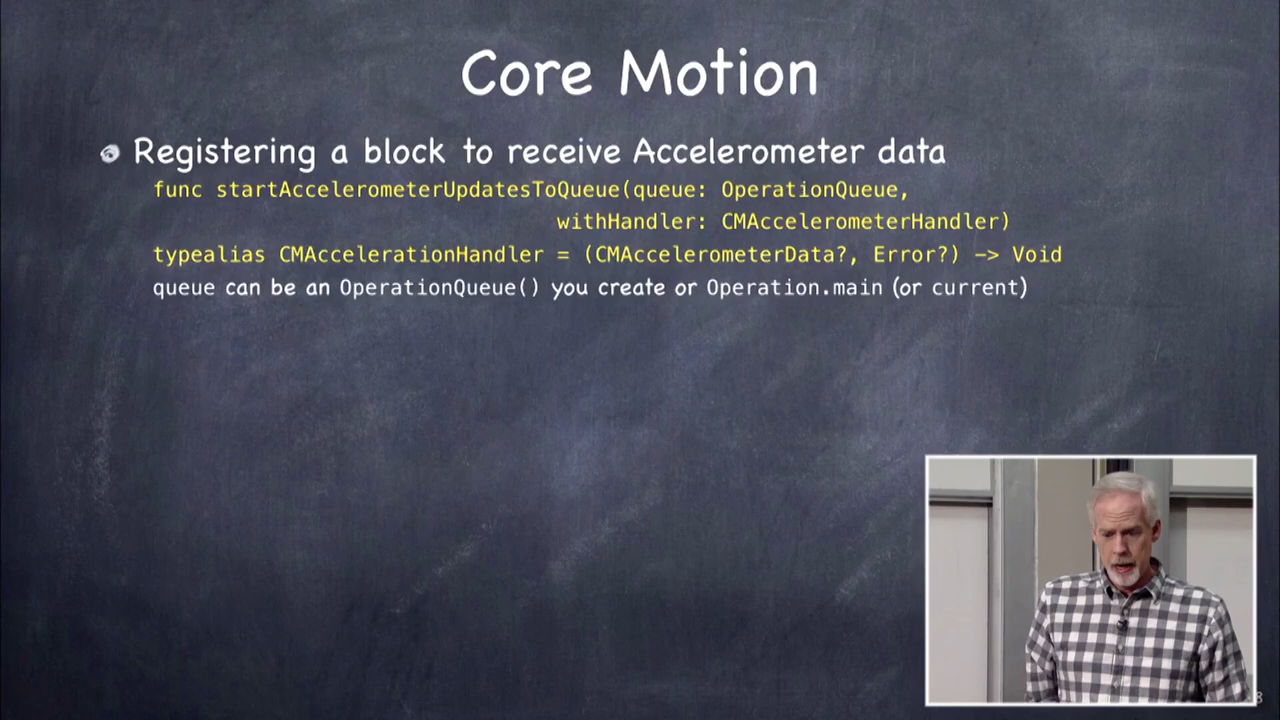 Core Motion
Registering a block to receive Accelerometer data
func startAccelerometerUpdatesToQueue(queue: OperationQueue,
withHandler: CMAccelerometerHandler)
typealias CMAccelerationHandler = (CMAccelerometerData?, Error?) -> Void
queue can be an OperationQueue() you create or Operation.main (or current)